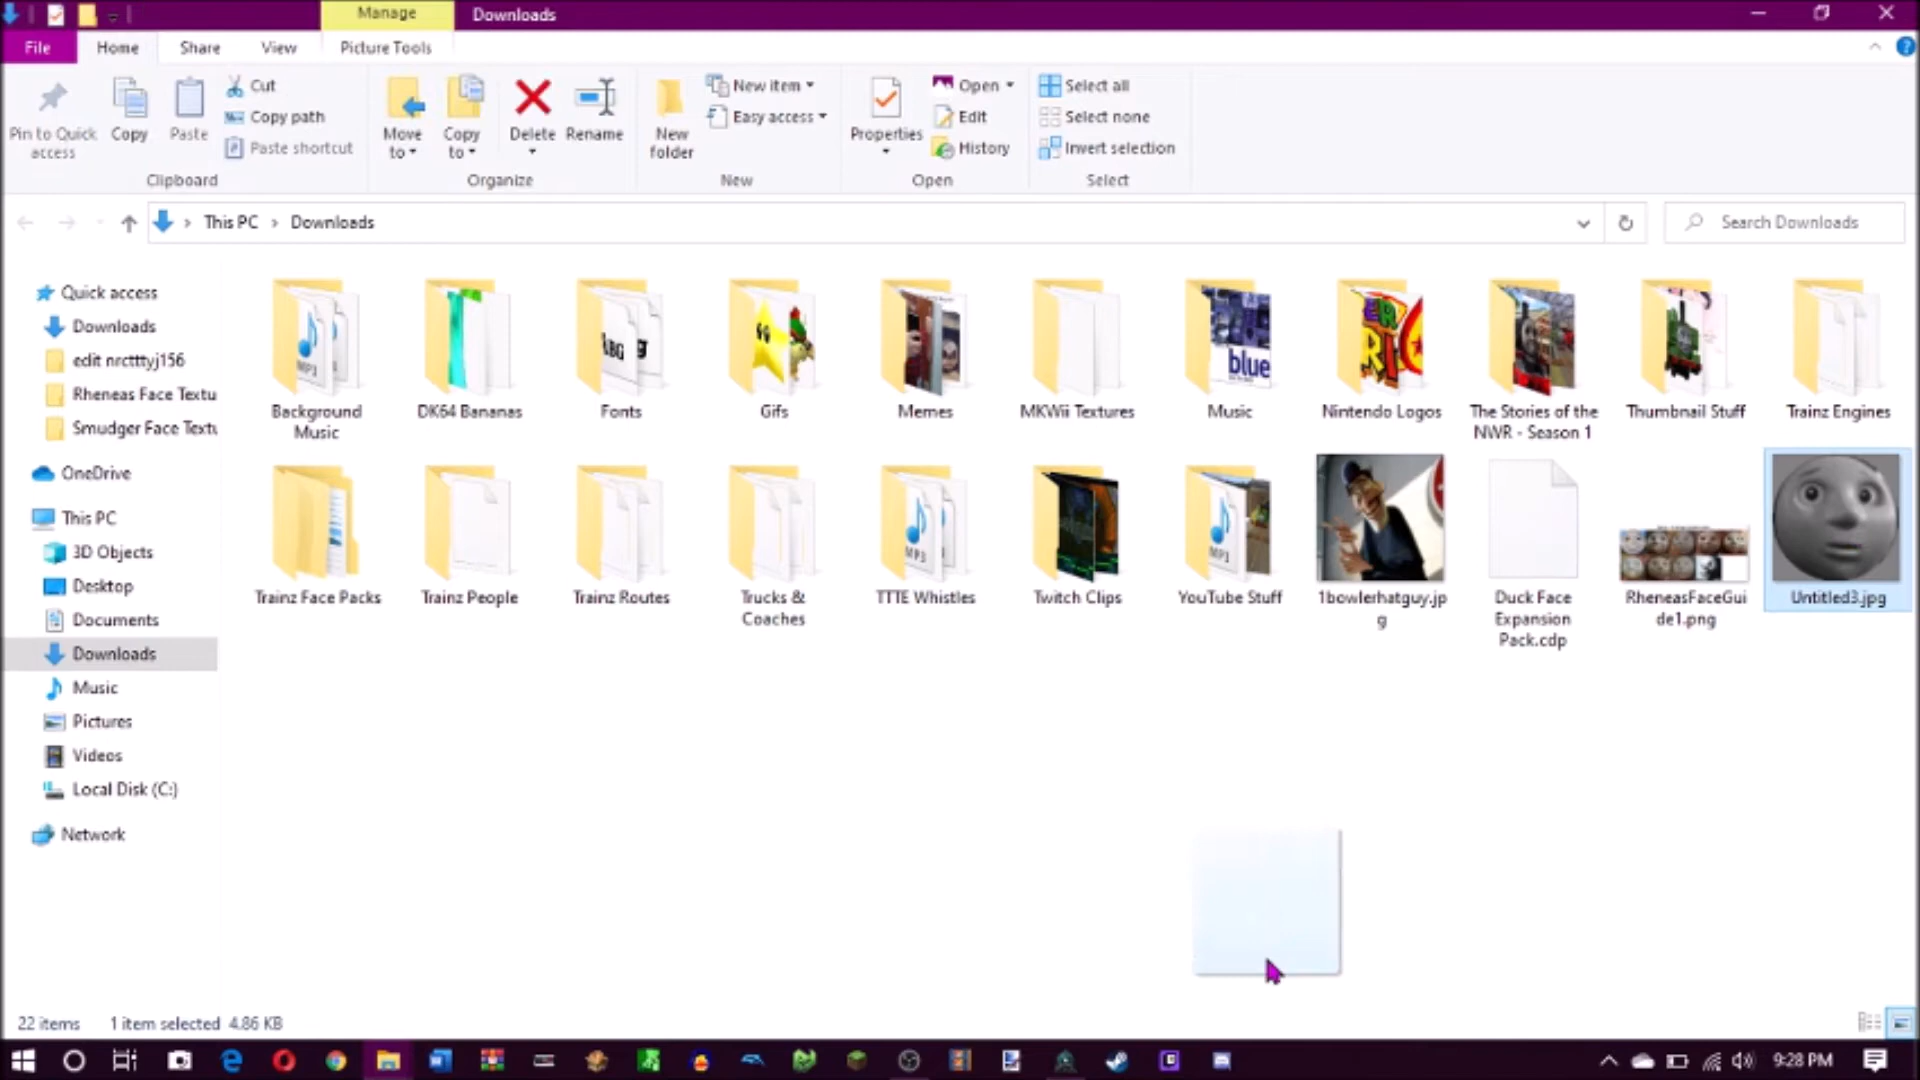 Manage
Downloads
File
Home
Share
View
Picture Tools
Pin to Quick access
Copy
Paste
Cut
Copy path
Paste shortcut
Clipboard
Move to
Copy to
Delete
Rename
Organize
New folder
New item
Easy access
New
Properties
Open
Edit
History
Open
Select all
Select none
Invert selection
Select
This PC
Downloads
Search Downloads
Quick access
Downloads
edit nrctttyj156
Rheneas Face Textu
Smudger Face Textu
OneDrive
This PC
3D Objects
Desktop
Documents
Downloads
Music
Pictures
Videos
Local Disk (C:)
Network
Background
Music
DK64 Bananas
Fonts
Gifs
Memes
MKWii Textures
blue
Music
Nintendo Logos
The Stories of the
NWR - Season 1
Thumbnail Stuff
Trainz Engines
Trainz Face Packs
Trainz People
Trainz Routes
Trucks &
Coaches
MP3
TTTE Whistles
Twitch Clips
MP3
YouTube Stuff
1bowlerhatguy.jp
g
Duck Face
Expansion
Pack.cdp
RheneasFaceGui
de1.png
Untitled3.jpg
22 items
1 item selected
4.86 KB
9:28 PM